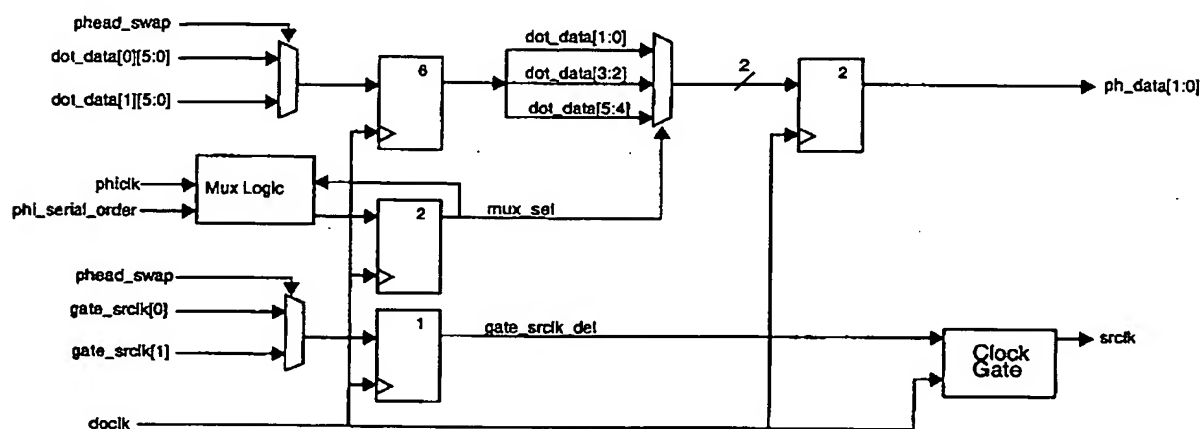 phead_swap
dot_data[0][5:0]
dot_data[1][5:0]
6
dot_data[1:0]
dot_data[3:2]
dot_data[5:4]
2
2
ph_data[1:0]
phiclk
phi_serial_order
Mux Logic
2
mux_sel
phead_swap
gate_srclk[0]
gate_srclk[1]
1
gate_srclk_del
Clock
Gate
srclk
doclk